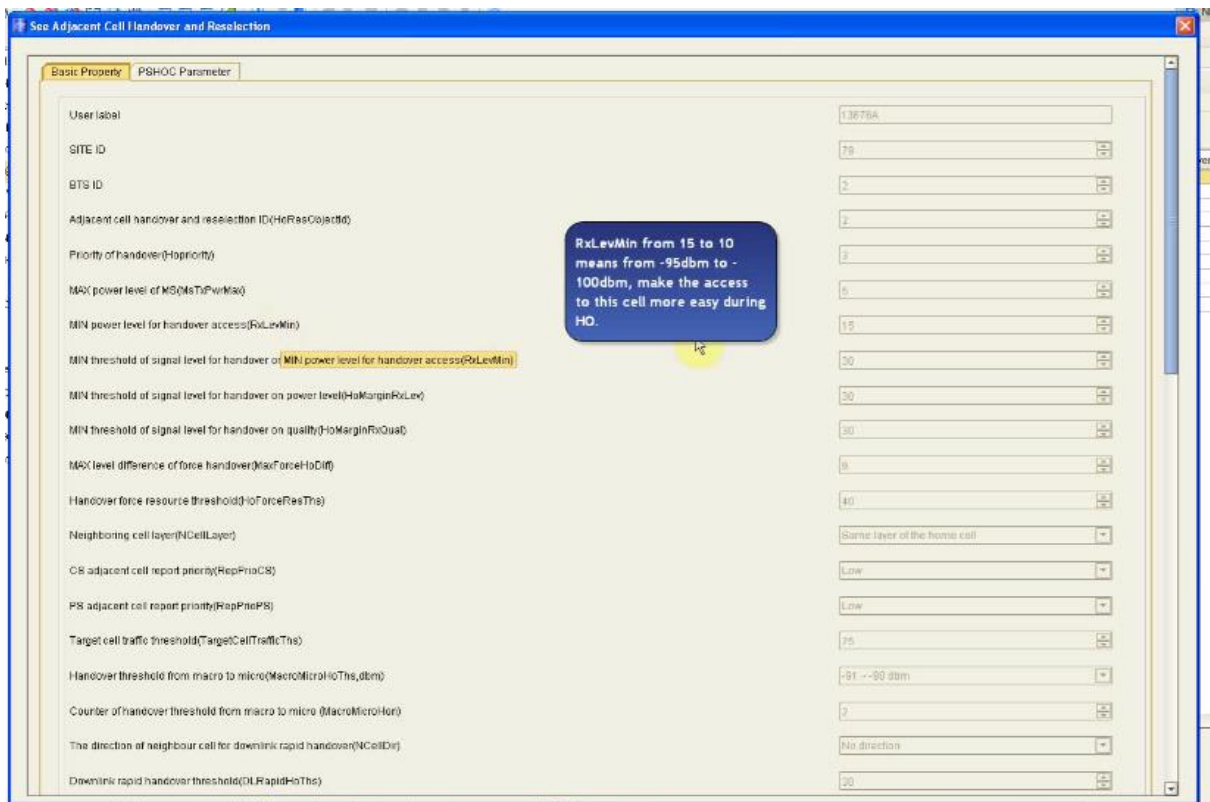 See Adjacent Cell Handover and Reselection
Basic Property PSHOC Parameter
User label 13678A
SITE ID 79
BTS ID 2
Adjacent cell handover and reselection ID(HoResObjectId) 2
Priority of handover(Hopriority) 3
MAX power level of MS(MsTxPwrMax) 5
MIN power level for handover access(RxLevMin) 15
MIN threshold of signal level for handover or MIN power level for handover access(RxLevMin) 30
MIN threshold of signal level for handover on power level(HoMarginRxLev) 30
MIN threshold of signal level for handover on quality(HoMarginRxQual) 30
MAX level difference of force handover(MaxForceHoDiff)
Handover force resource threshold(HoForceResThs) 40
Neighboring cell layer(NCellLayer) Same layer of the home cell
CS adjacent cell report priority(RepPrioCS) Low
PS adjacent cell report priority(RepPrioPS) Low
Target cell traffic threshold(TargetCellTrafficThs) 75
Handover threshold from macro to micro(MacroMicroHoThs,dbm) -91 ~-90 dbm
Counter of handover threshold from macro to micro (MacroMicroHon) 2
The direction of neighbour cell for downlink rapid handover(NCellDir) No direction
Downlink rapid handover threshold(DLRapidHoThs) 30
RxLevMin from 15 to 10
means from -95dbm to -
100dbm, make the access
to this cell more easy during
HO.